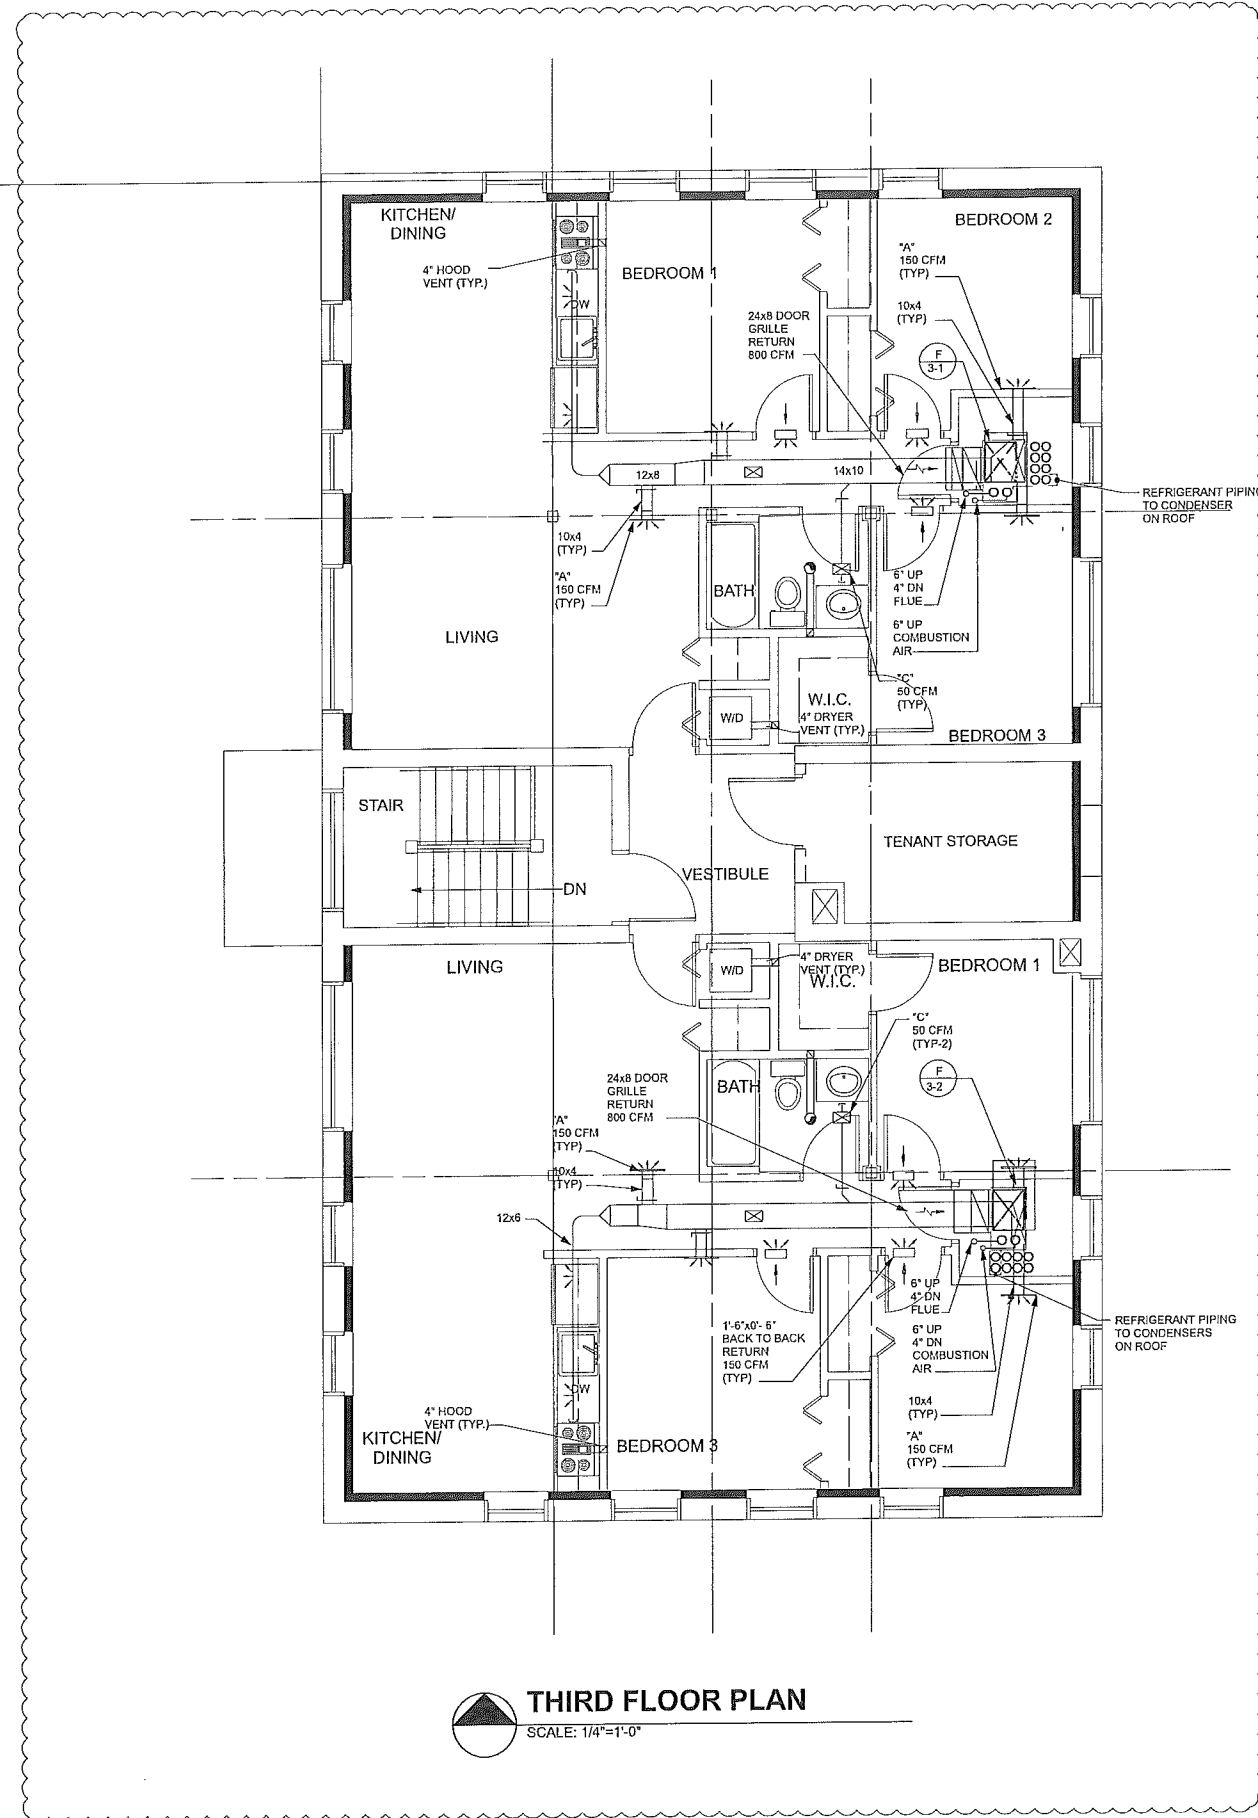 KITCHEN/
DINING
4" HOOD
VENT (TYP.)
DW
BEDROOM 1
BEDROOM 2
"A"
150 CFM
(TYP)
10x4
(TYP)
24x8 DOOR
GRILLE
RETURN
800 CFM
F
3-1
12x8
14x10
REFRIGERANT PIPING
TO CONDENSER
ON ROOF
10x4
(TYP)
"A"
150 CFM
(TYP)
BATH
6" UP
4" DN
FLUE
6" UP
COMBUSTION
AIR
LIVING
"C"
50 CFM
(TYP)
W.I.C.
W/D
4" DRYER
VENT (TYP.)
BEDROOM 3
STAIR
TENANT STORAGE
VESTIBULE
DN
LIVING
W/D
4" DRYER
VENT (TYP.)
W.I.C.
BEDROOM 1
"C"
50 CFM
(TYP-2)
F
3-2
24x8 DOOR
GRILLE
RETURN
800 CFM
BATH
"A"
150 CFM
(TYP)
10x4
(TYP)
12x6
6" UP
4" DN
FLUE
6" UP
4" DN
COMBUSTION
AIR
REFRIGERANT PIPING
TO CONDENSERS
ON ROOF
1'-6"x0'- 6"
BACK TO BACK
RETURN
150 CFM
(TYP)
DW
10x4
(TYP)
"A"
150 CFM
(TYP)
4" HOOD
VENT (TYP.)
KITCHEN/
DINING
BEDROOM 3
THIRD FLOOR PLAN
SCALE: 1/4"=1'-0"